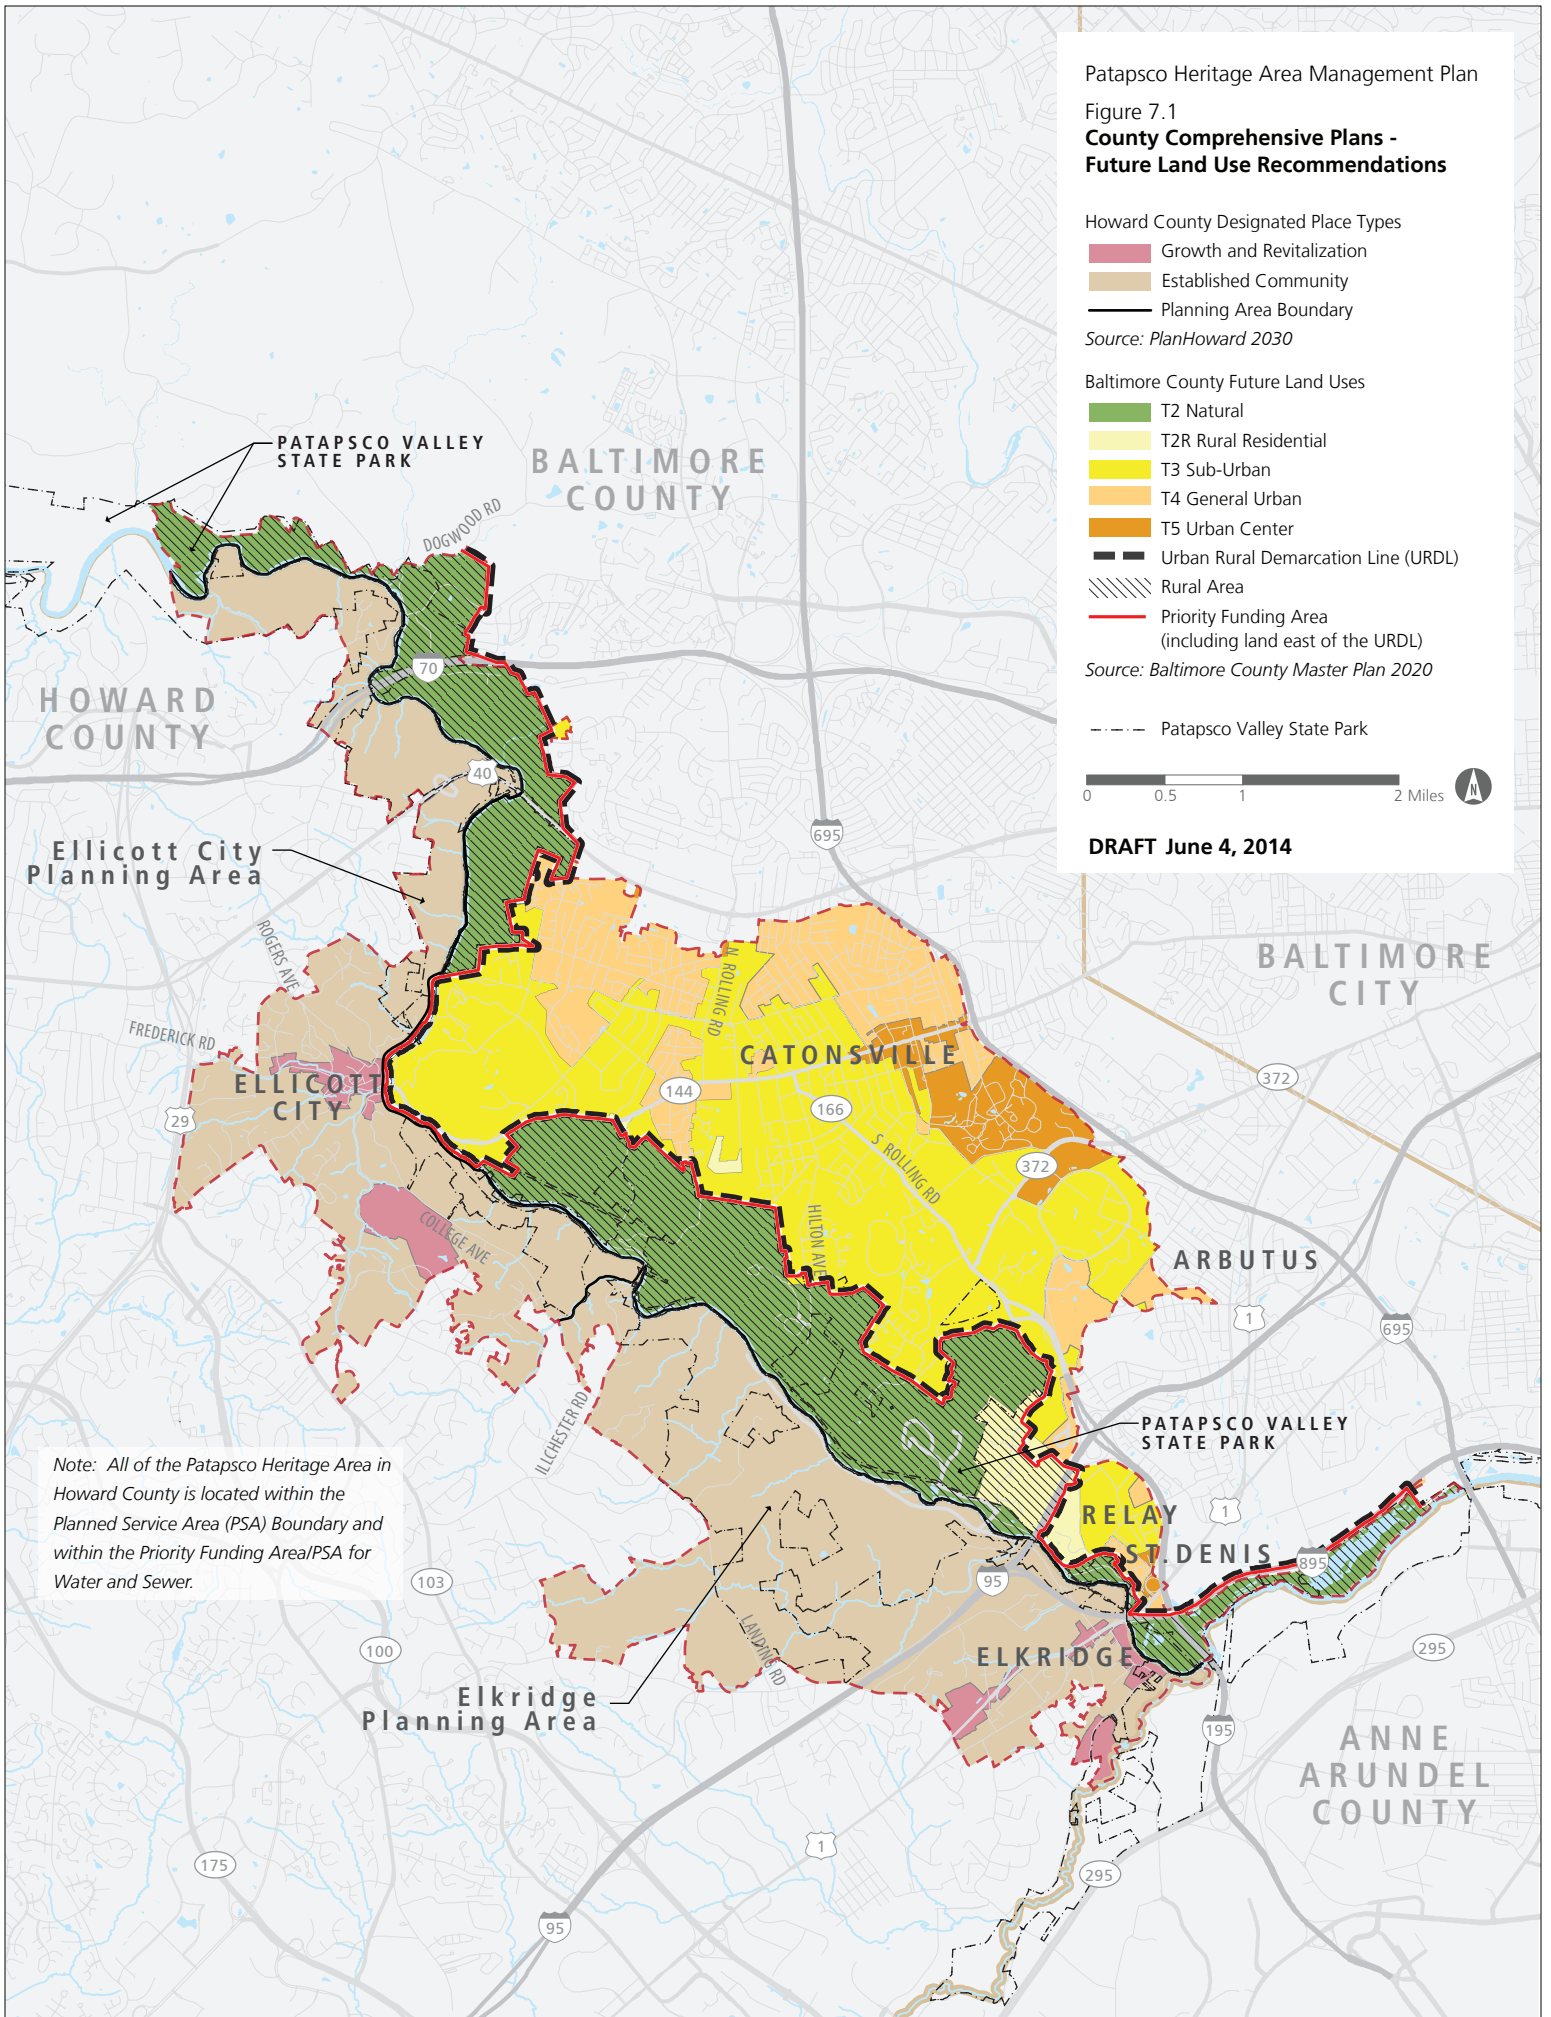 Patapsco Heritage Area Management Plan
Figure 7.1
County Comprehensive Plans -
Future Land Use Recommendations
Howard County Designated Place Types
Growth and Revitalization
Established Community
Planning Area Boundary
Source: PlanHoward 2030
Baltimore County Future Land Uses
T2 Natural
T2R Rural Residential
T3 Sub-Urban
T4 General Urban
T5 Urban Center
Urban Rural Demarcation Line (URDL)
Rural Area
Priority Funding Area
(including land east of the URDL)
Source: Baltimore County Master Plan 2020
Patapsco Valley State Park
0 0.5 1 2 Miles
N
DRAFT June 4, 2014
PATAPSCO VALLEY
STATE PARK
BALTIMORE
COUNTY
DOGWOOD RD
70
HOWARD
COUNTY
40
695
Ellicott City
Planning Area
ROGERS AVE
N. ROLLING RD
BALTIMORE
CITY
FREDERICK RD
CATONSVILLE
ELLICOTT
CITY
372
144
166
29
S ROLLING RD
372
COLLEGE AVE
HILTON AVE
ARBUTUS
1
695
ILLCHESTER RD
PATAPSCO VALLEY
STATE PARK
Note: All of the Patapsco Heritage Area in
Howard County is located within the
Planned Service Area (PSA) Boundary and
within the Priority Funding Area/PSA for
Water and Sewer.
RELAY
1
ST.DENIS
895
103
95
LANDING RD
100
ELKRIDGE
295
Elkridge
Planning Area
195
ANNE
ARUNDEL
COUNTY
1
175
295
95